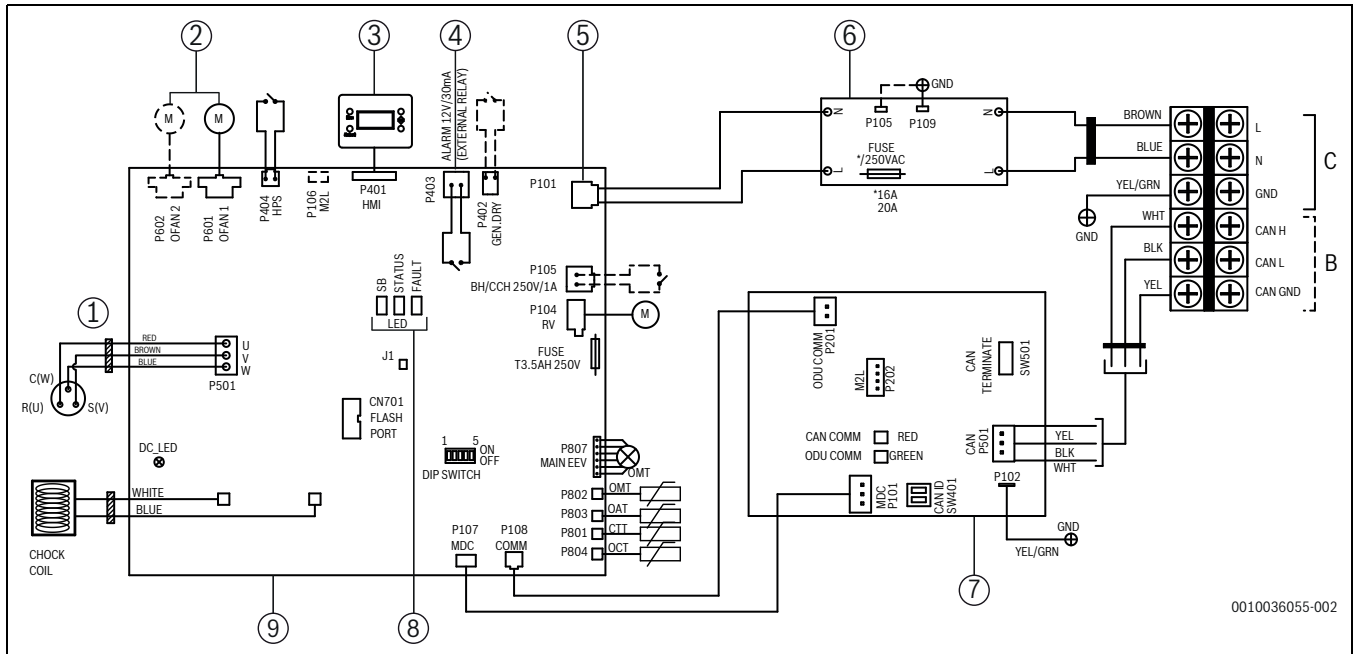 2
3
4
5
6
M
M
P602
OFAN 2
P601
OFAN 1
P404
HPS
P106
M2L
P401
HMI
ALARM 12V/30mA
(EXTERNAL RELAY)
P403
P402
GEN.DRY
P101
N
L
P105
P109
GND
FUSE
*/250VAC
*16A
20A
N
L
BROWN
BLUE
YEL/GRN
GND
WHT
BLK
YEL
L
N
GND
CAN H
CAN L
CAN GND
C
B
1
RED
BROWN
BLUE
U
V
W
P501
C(W)
R(U)
S(V)
SB
STATUS
FAULT
LED
J1
P105
BH/CCH 250V/1A
P104
RV
M
FUSE
T3.5AH 250V
CN701
FLASH
PORT
DC_LED
1
5
ON
OFF
DIP SWITCH
P807
MAIN EEV
OMT
P802
OMT
P803
OAT
P801
CTT
P804
OCT
WHITE
BLUE
CHOCK
COIL
P107
MDC
P108
COMM
ODU COMM
P201
M2L
P202
CAN
TERMINATE
SW501
CAN COMM
RED
ODU COMM
GREEN
CAN
P501
YEL
BLK
WHT
MDC
P101
CAN ID
SW401
P102
GND
YEL/GRN
7
8
9
0010036055-002